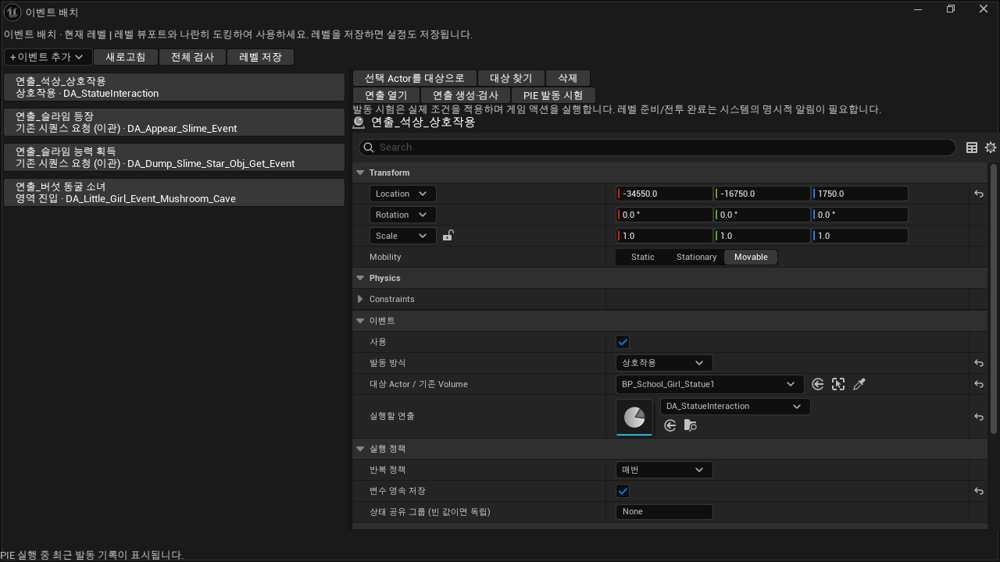 이벤트 배치
이벤트 배치 · 현재 레벨 | 레벨 뷰포트와 나란히 도킹하여 사용하세요. 레벨을 저장하면 설정도 저장됩니다.
+ 이벤트 추가 새로고침 전체 검사 레벨 저장
연출_석상_상호작용
상호작용 · DA_StatueInteraction
연출_슬라임 등장
기존 시퀀스 요청 (이관) · DA_Appear_Slime_Event
연출_슬라임 능력 획득
기존 시퀀스 요청 (이관) · DA_Dump_Slime_Star_Obj_Get_Event
연출_버섯 동굴 소녀
영역 진입 · DA_Little_Girl_Event_Mushroom_Cave
선택 Actor를 대상으로 대상 찾기 삭제
연출 열기 연출 생성·검사 PIE 발동 시험
발동 시험은 실제 조건을 적용하며 게임 액션을 실행합니다. 레벨 준비/전투 완료는 시스템의 명시적 알림이 필요합니다.
연출_석상_상호작용
Search
Transform
Location -34550.0 -16750.0 1750.0
Rotation 0.0 ° 0.0 ° 0.0 °
Scale 1.0 1.0 1.0
Mobility Static Stationary Movable
Physics
Constraints
이벤트
사용
발동 방식 상호작용
대상 Actor / 기존 Volume BP_School_Girl_Statue1
실행할 연출 DA_StatueInteraction
실행 정책
반복 정책 매번
변수 영속 저장
상태 공유 그룹 (빈 값이면 독립) None
PIE 실행 중 최근 발동 기록이 표시됩니다.